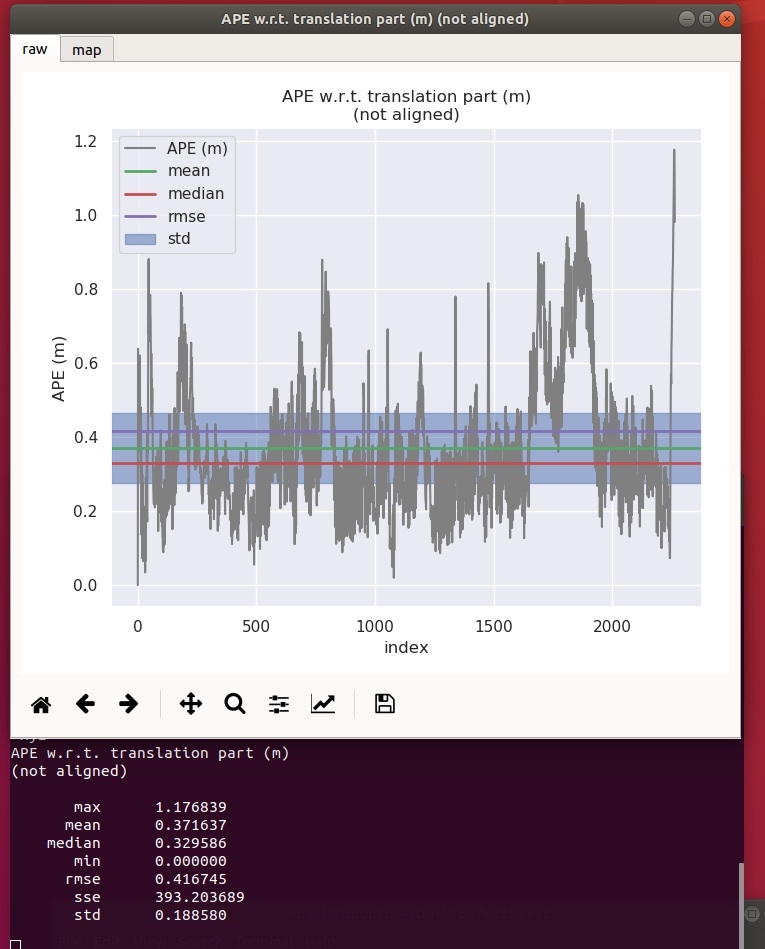 APE w.r.t. translation part (m) (not aligned)
raw
map
APE w.r.t. translation part (m)
(not aligned)
1.2
1.0
0.8
0.6
0.4
0.2
0.0
APE (m)
APE (m)
mean
median
rmse
std
0 500 1000 1500 2000
index
APE w.r.t. translation part (m)
(not aligned)
max 1.176839
mean 0.371637
median 0.329586
min 0.000000
rmse 0.416745
sse 393.203689
std 0.188580